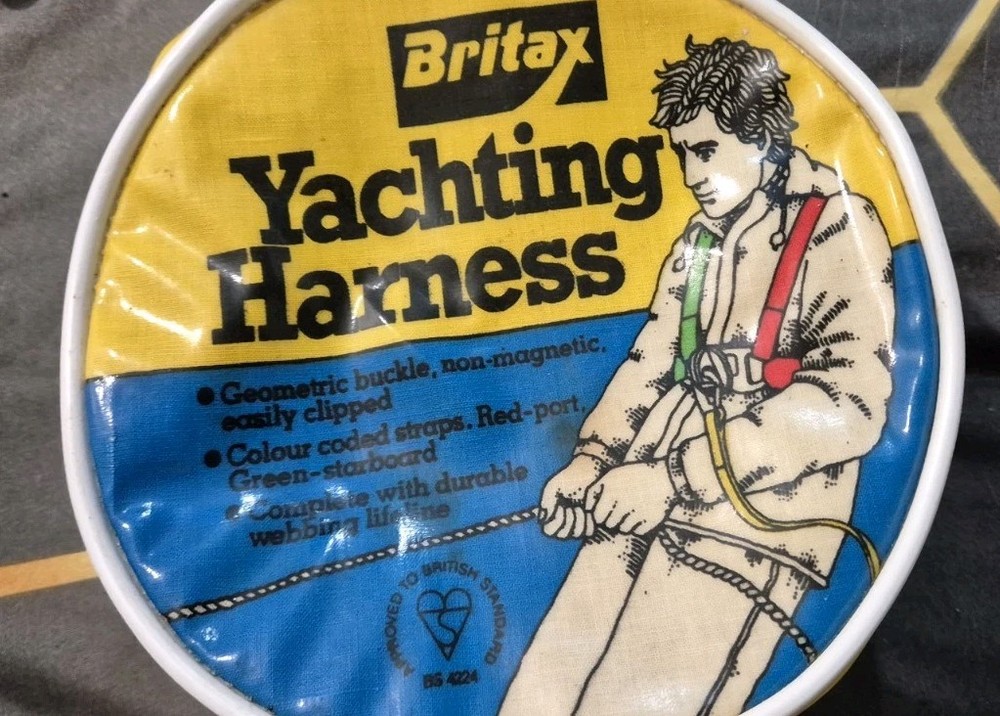 Britax
Yachting
Harness
● Geometric buckle, non-magnetic,
easily clipped
● Colour coded straps. Red-port,
Green-starboard
● Complete with durable
webbing lifeline
APPROVED TO BRITISH STANDARD
BS 4224